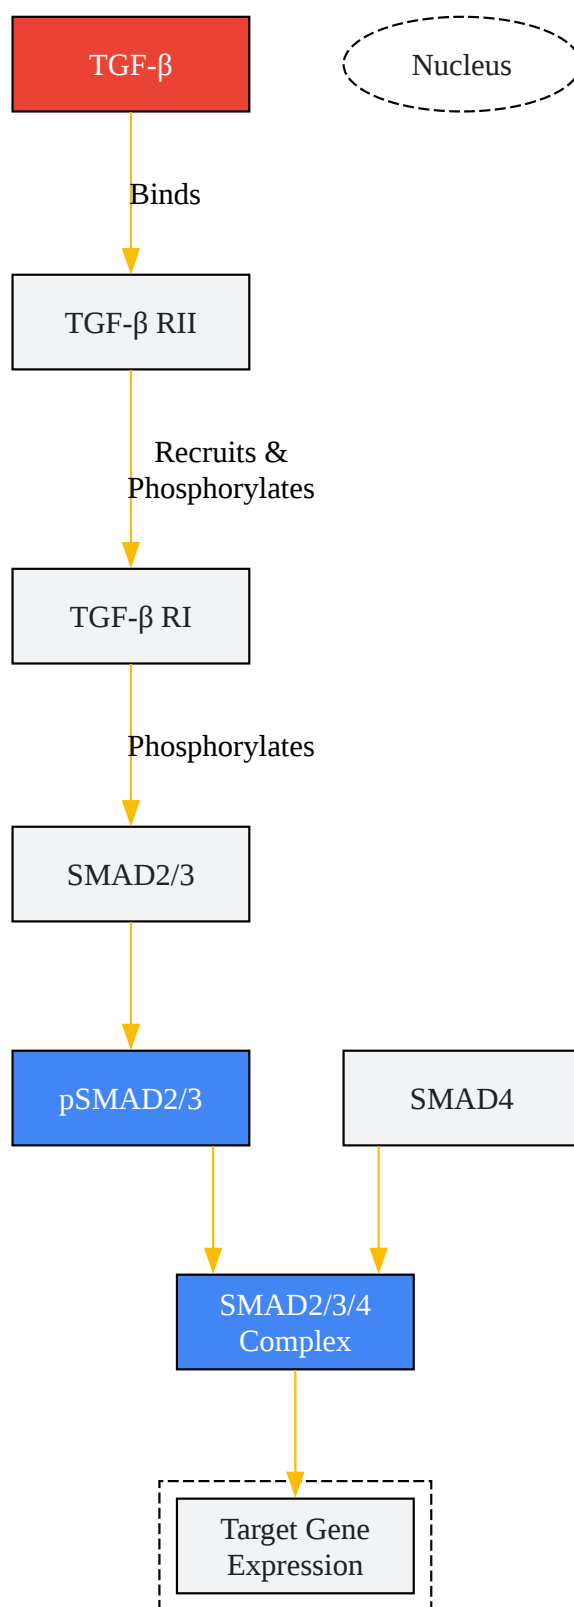 TGF-β
Nucleus
Binds
TGF-β RII
Recruits &
Phosphorylates
TGF-β RI
Phosphorylates
SMAD2/3
pSMAD2/3
SMAD4
SMAD2/3/4
Complex
Target Gene
Expression